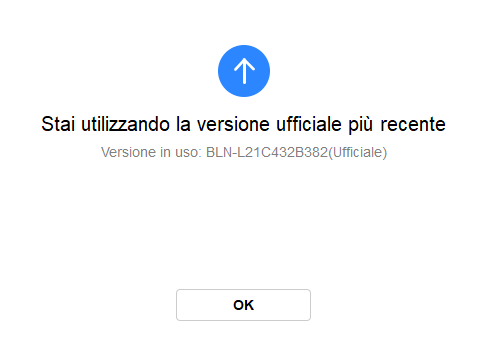 Stai utilizzando la versione ufficiale più recente
Versione in uso: BLN-L21C432B382(Ufficiale)
OK